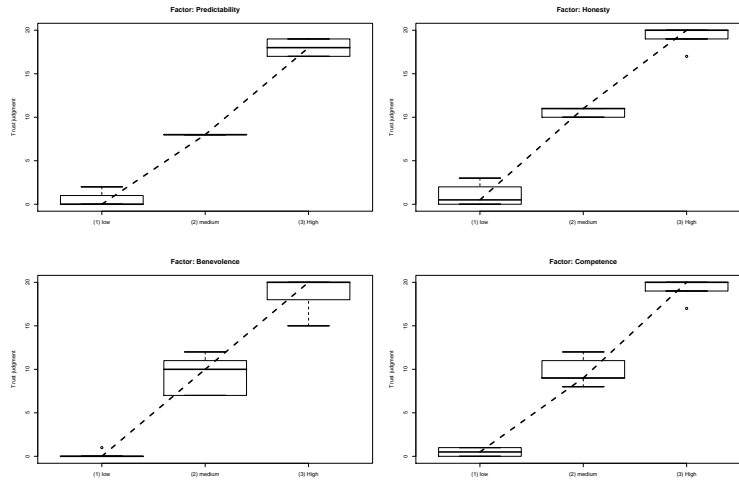 Factor: Predictability
Trust judgment
20
15
10
5
0
(1) low
(2) medium
(3) High
Factor: Honesty
Trust judgment
20
15
10
5
0
(1) low
(2) medium
(3) High
Factor: Benevolence
Trust judgment
20
15
10
5
0
(1) low
(2) medium
(3) High
Factor: Competence
Trust judgment
20
15
10
5
0
(1) low
(2) medium
(3) High